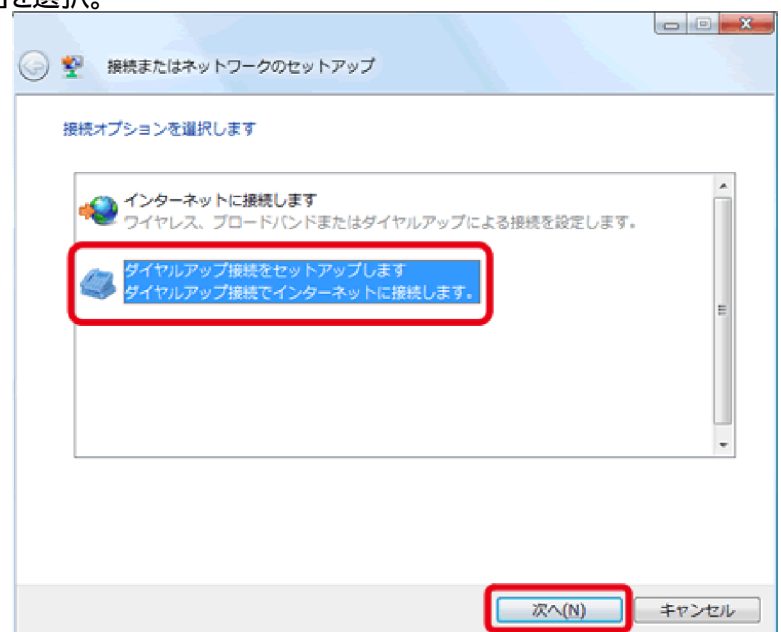 を選択。
接続またはネットワークのセットアップ
接続オプションを選択します
インターネットに接続します
ワイヤレス、ブロードバンドまたはダイヤルアップによる接続を設定します。
ダイヤルアップ接続をセットアップします
ダイヤルアップ接続でインターネットに接続します。
次へ(N)
キャンセル